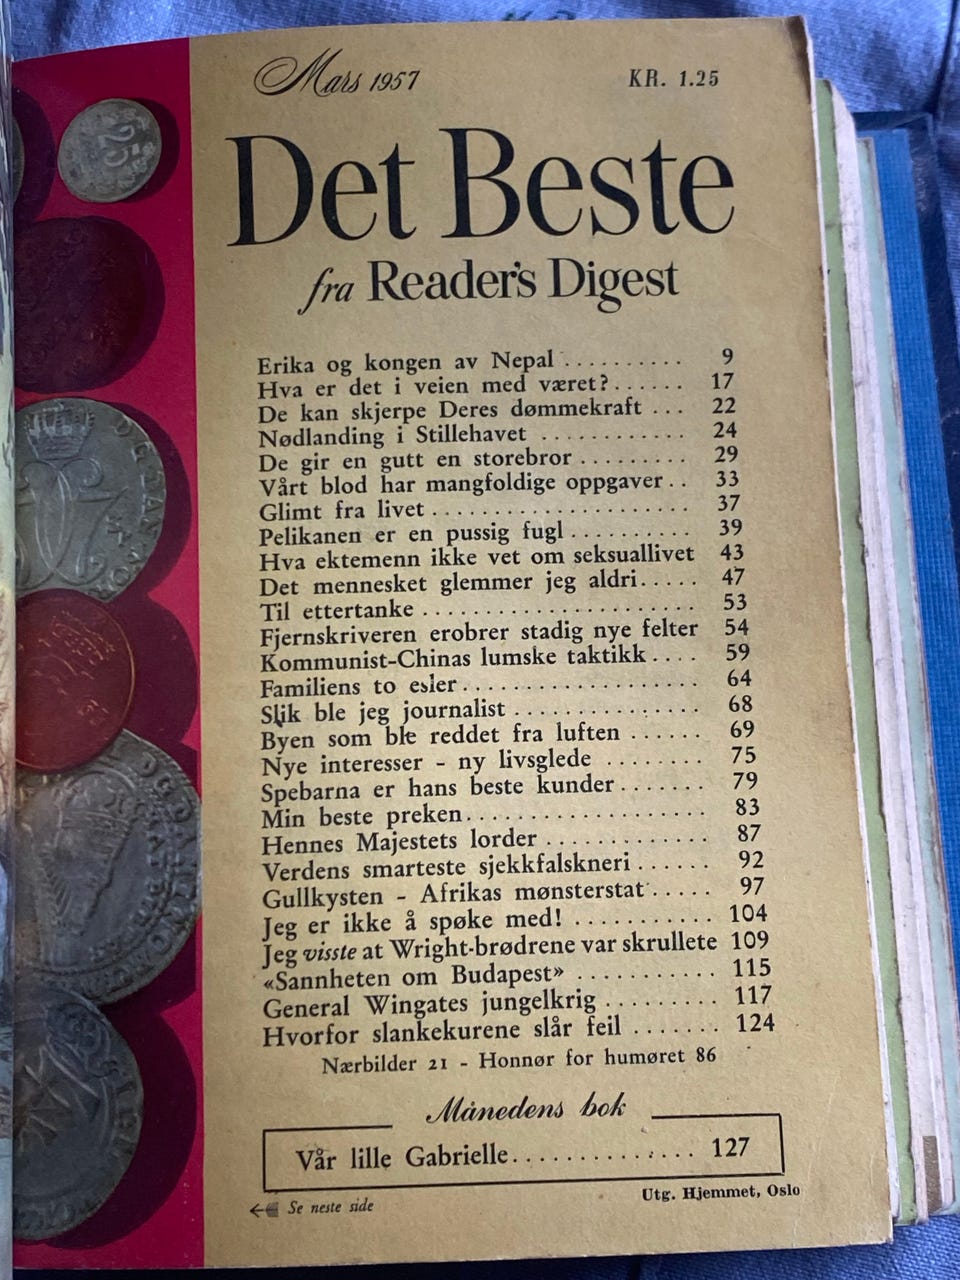 Mars 1957 KR. 1.25
Det Beste
fra Reader's Digest
Erika og kongen av Nepal .......... 9
Hva er det i veien med været? ...... 17
De kan skjerpe Deres dømmekraft ... 22
Nødlanding i Stillehavet ............ 24
De gir en gutt en storebror ......... 29
Vårt blod har mangfoldige oppgaver .. 33
Glimt fra livet ...................... 37
Pelikanen er en pussig fugl .......... 39
Hva ektemenn ikke vet om seksuallivet 43
Det mennesket glemmer jeg aldri ..... 47
Til ettertanke ....................... 53
Fjernskriveren erobrer stadig nye felter 54
Kommunist-Chinas lumske taktikk .... 59
Familiens to esler .................... 64
Slik ble jeg journalist ................ 68
Byen som ble reddet fra luften ...... 69
Nye interesser - ny livsglede ........ 75
Spebarna er hans beste kunder ....... 79
Min beste preken .................... 83
Hennes Majestets lorder ............. 87
Verdens smarteste sjekkfalskneri ...... 92
Gullkysten - Afrikas mønsterstat ..... 97
Jeg er ikke å spøke med! ........... 104
Jeg visste at Wright-brødrene var skrullete 109
«Sannheten om Budapest» ........... 115
General Wingates jungelkrig ......... 117
Hvorfor slankekurene slår feil ....... 124
Nærbilder 21 - Honnør for humøret 86
Månedens bok
Vår lille Gabrielle ................ 127
Se neste side
Utg. Hjemmet, Oslo
25